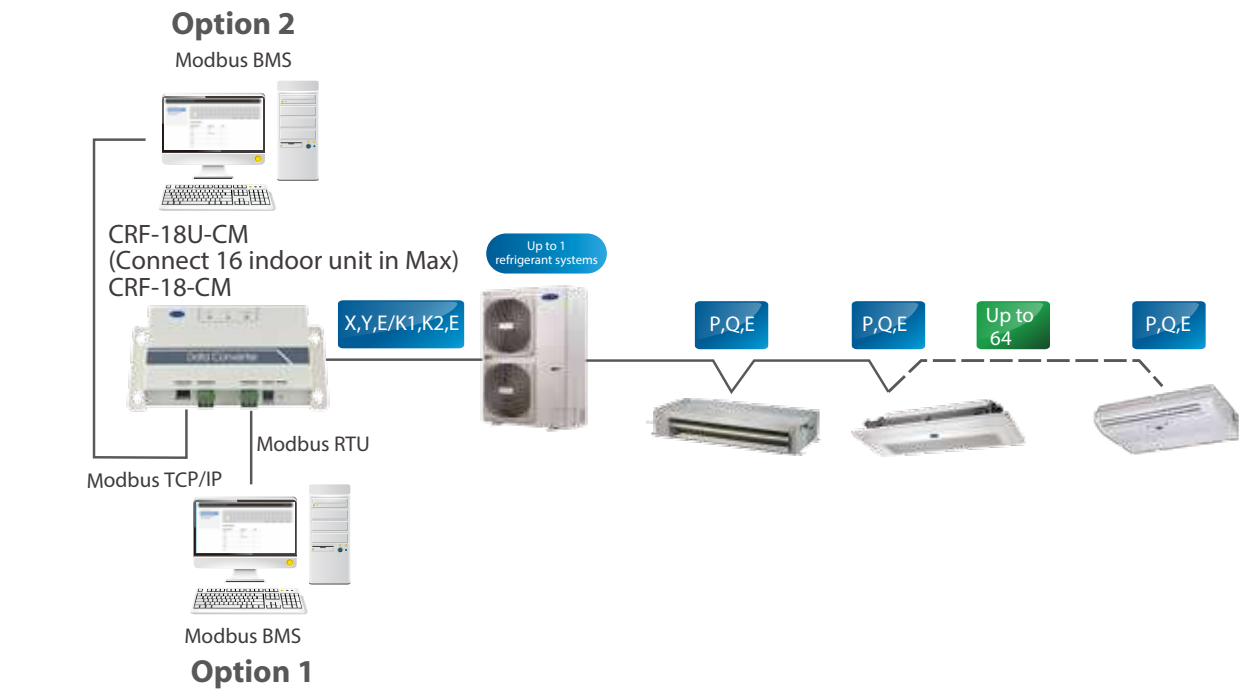 Option 2
Modbus BMS
CRF-18U-CM
(Connect 16 indoor unit in Max)
CRF-18-CM
Up to 1
refrigerant systems
X,Y,E/K1,K2,E
P,Q,E
P,Q,E
Up to
64
P,Q,E
Data Converter
Modbus RTU
Modbus TCP/IP
Modbus BMS
Option 1